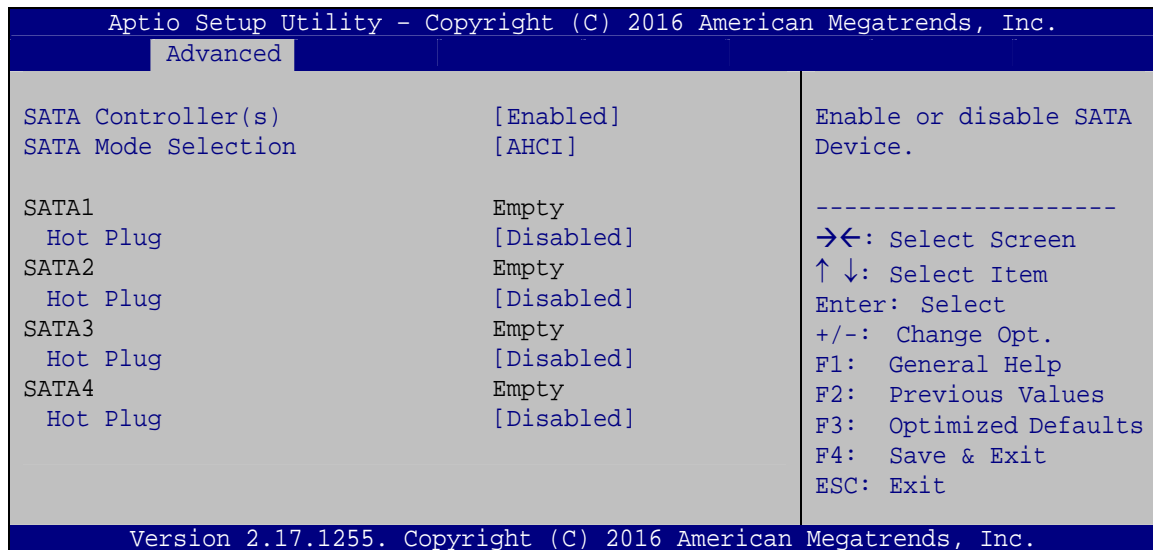 Aptio Setup Utility – Copyright (C) 2016 American Megatrends, Inc.
Advanced
SATA Controller(s) [Enabled]
SATA Mode Selection [AHCI]
SATA1 Empty
Hot Plug [Disabled]
SATA2 Empty
Hot Plug [Disabled]
SATA3 Empty
Hot Plug [Disabled]
SATA4 Empty
Hot Plug [Disabled]
Enable or disable SATA
Device.
---------------------
→←: Select Screen
↑ ↓: Select Item
Enter: Select
+/-: Change Opt.
F1: General Help
F2: Previous Values
F3: Optimized Defaults
F4: Save & Exit
ESC: Exit
Version 2.17.1255. Copyright (C) 2016 American Megatrends, Inc.